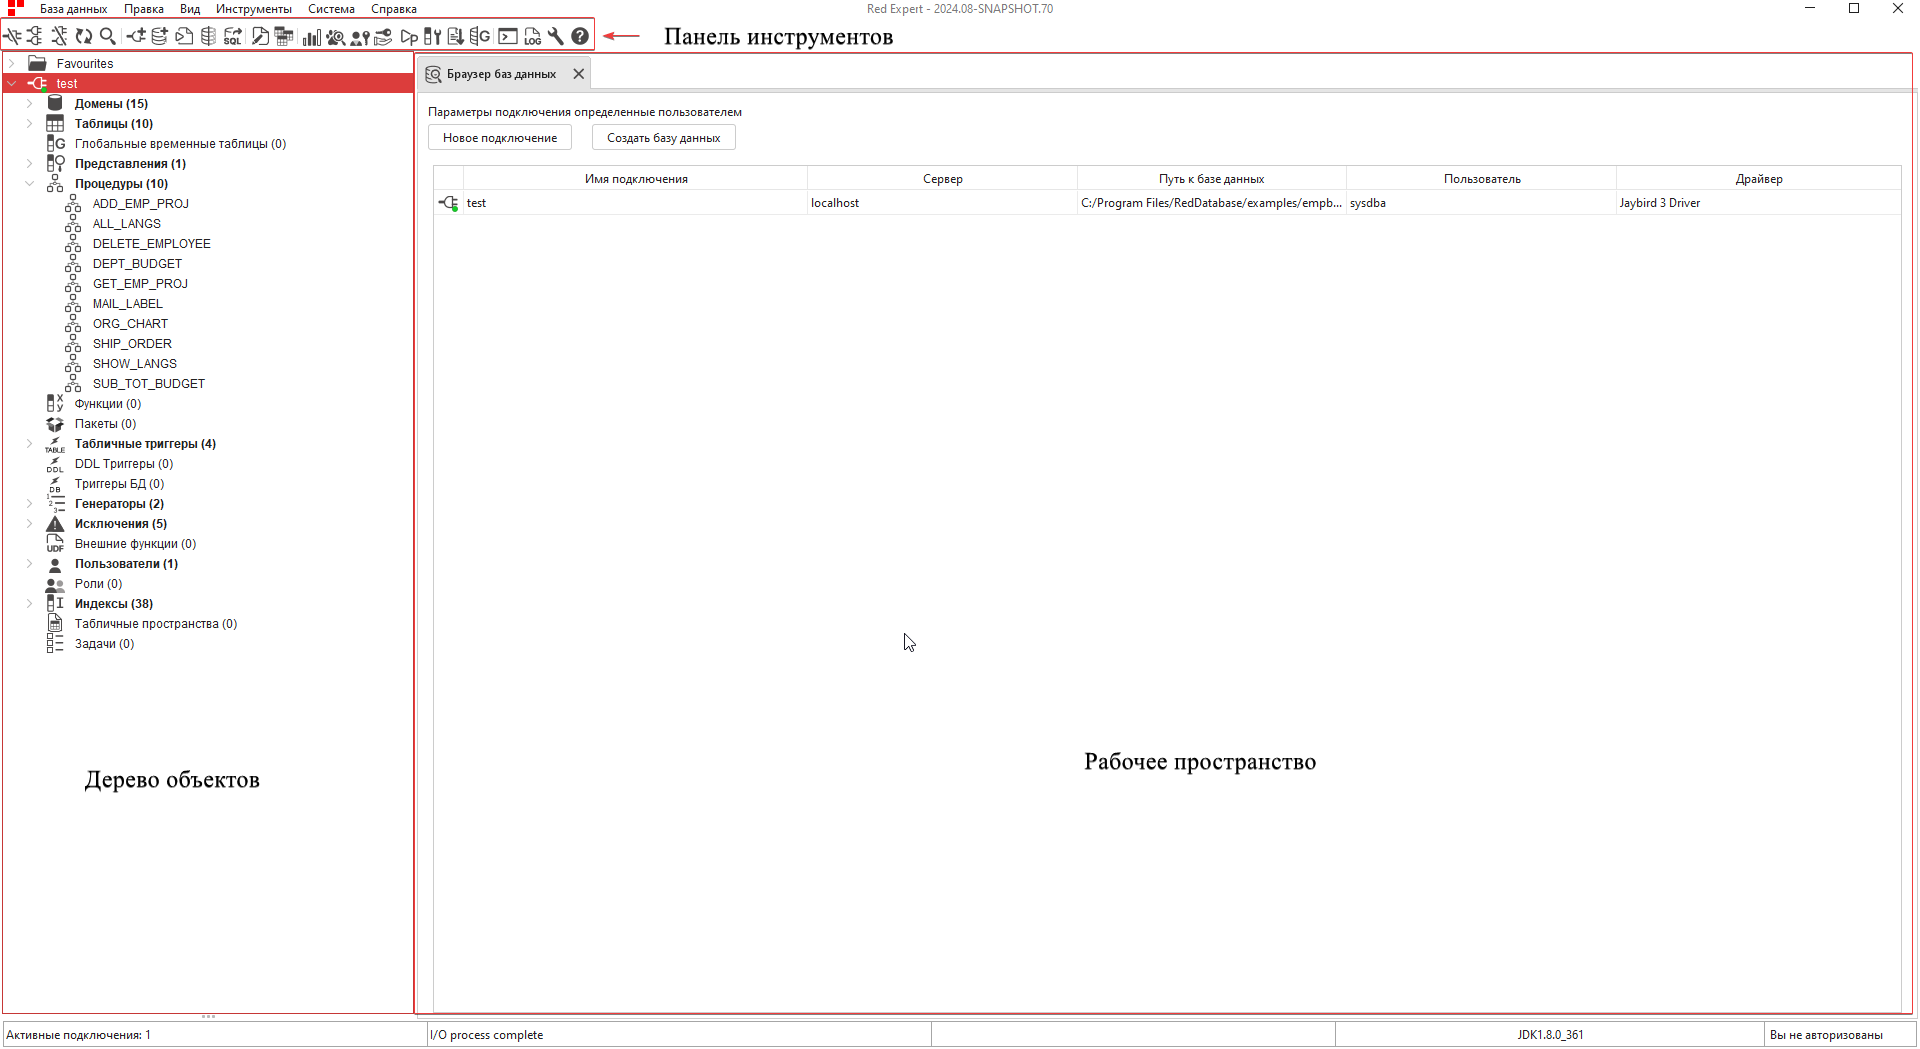 База данных Правка Вид Инструменты Система Справка
Red Expert - 2024.08-SNAPSHOT.70
SQL LOG
Панель инструментов
Favourites
test
Домены (15)
Таблицы (10)
Глобальные временные таблицы (0)
Представления (1)
Процедуры (10)
ADD_EMP_PROJ
ALL_LANGS
DELETE_EMPLOYEE
DEPT_BUDGET
GET_EMP_PROJ
MAIL_LABEL
ORG_CHART
SHIP_ORDER
SHOW_LANGS
SUB_TOT_BUDGET
Функции (0)
Пакеты (0)
TABLE Табличные триггеры (4)
DDL DDL Триггеры (0)
DB Триггеры БД (0)
Генераторы (2)
Исключения (5)
UDF Внешние функции (0)
Пользователи (1)
Роли (0)
Индексы (38)
Табличные пространства (0)
Задачи (0)
Дерево объектов
Браузер баз данных
Параметры подключения определенные пользователем
Новое подключение Создать базу данных
Имя подключения Сервер Путь к базе данных Пользователь Драйвер
test localhost C:/Program Files/RedDatabase/examples/empb... sysdba Jaybird 3 Driver
Рабочее пространство
Активные подключения: 1 I/O process complete JDK1.8.0_361 Вы не авторизованы